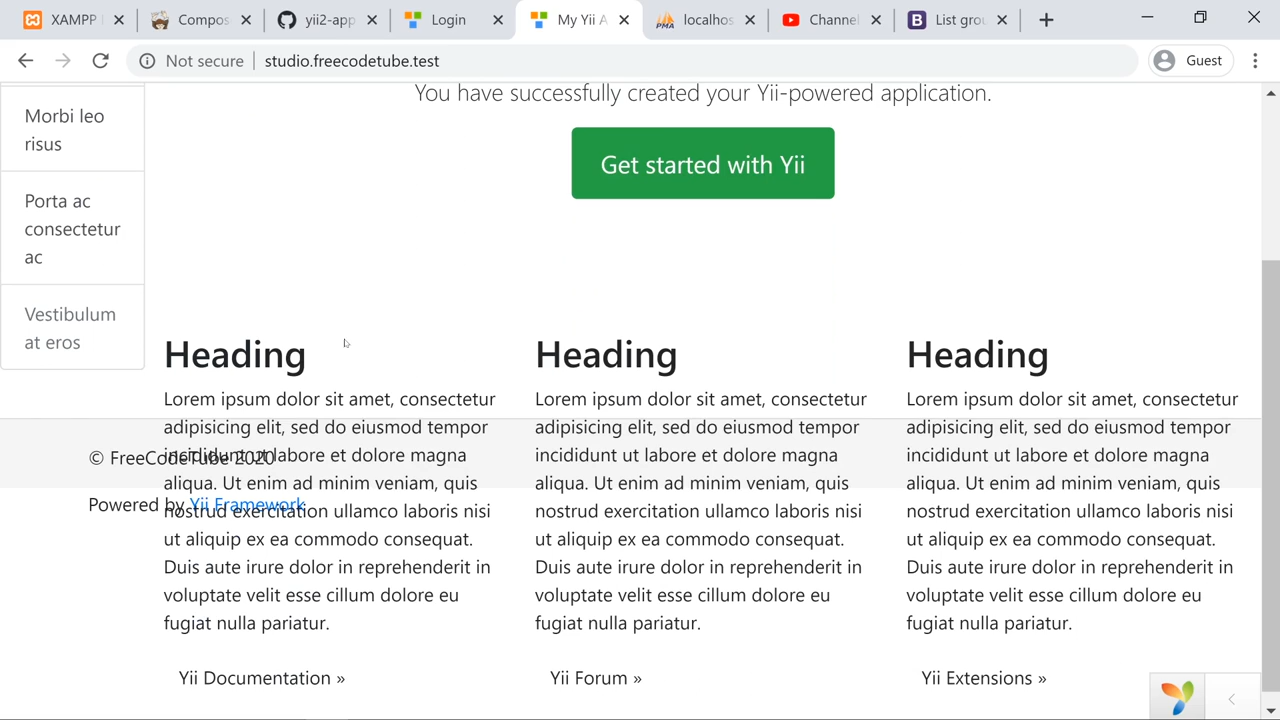 XAMPP
Compos
yii2-app
Login
My Yii A
localhos
Channel
List grou
Not secure
studio.freecodetube.test
Guest
You have successfully created your Yii-powered application.
Get started with Yii
Morbi leo
risus
Porta ac
consectetur
ac
Vestibulum
at eros
Heading
Lorem ipsum dolor sit amet, consectetur
adipisicing elit, sed do eiusmod tempor
incididunt ut labore et dolore magna
aliqua. Ut enim ad minim veniam, quis
nostrud exercitation ullamco laboris nisi
ut aliquip ex ea commodo consequat.
Duis aute irure dolor in reprehenderit in
voluptate velit esse cillum dolore eu
fugiat nulla pariatur.
Yii Documentation »
Heading
Lorem ipsum dolor sit amet, consectetur
adipisicing elit, sed do eiusmod tempor
incididunt ut labore et dolore magna
aliqua. Ut enim ad minim veniam, quis
nostrud exercitation ullamco laboris nisi
ut aliquip ex ea commodo consequat.
Duis aute irure dolor in reprehenderit in
voluptate velit esse cillum dolore eu
fugiat nulla pariatur.
Yii Forum »
Heading
Lorem ipsum dolor sit amet, consectetur
adipisicing elit, sed do eiusmod tempor
incididunt ut labore et dolore magna
aliqua. Ut enim ad minim veniam, quis
nostrud exercitation ullamco laboris nisi
ut aliquip ex ea commodo consequat.
Duis aute irure dolor in reprehenderit in
voluptate velit esse cillum dolore eu
fugiat nulla pariatur.
Yii Extensions »
© FreeCodeTube 2020
Powered by Yii Framework
PMA
B